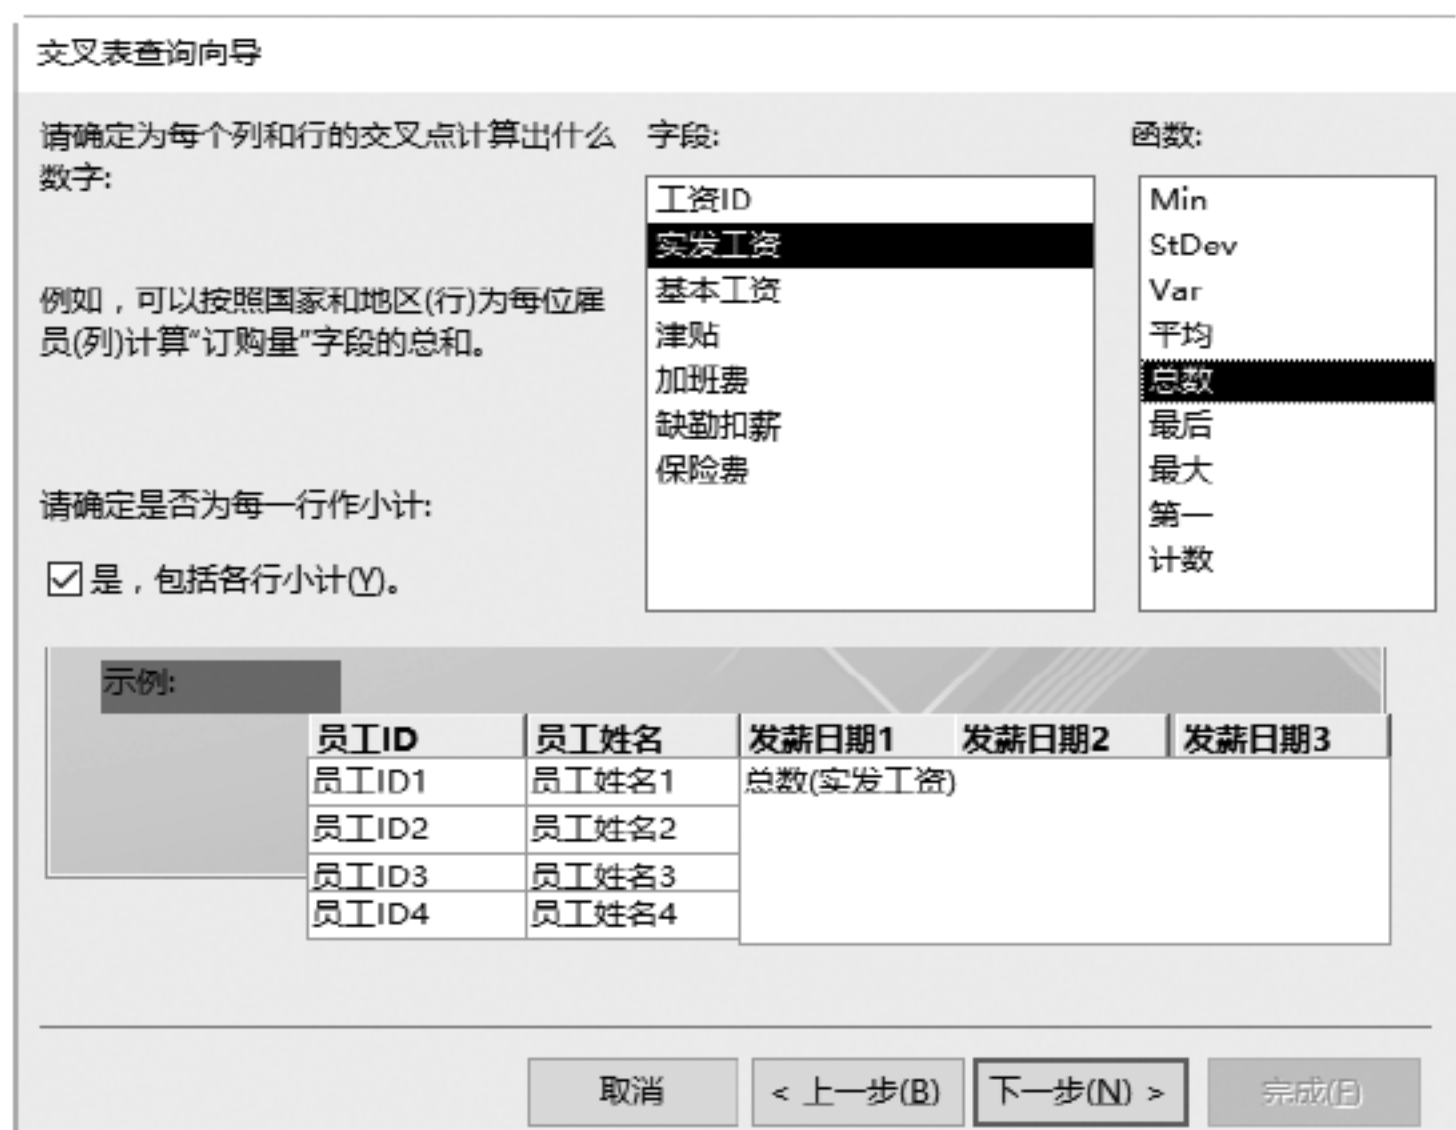 交叉表查询向导
请确定为每个列和行的交叉点计算出什么
数字:
例如，可以按照国家和地区(行)为每位雇
员(列)计算“订购量”字段的总和。
请确定是否为每一行作小计:
是，包括各行小计(Y)。
字段:
工资ID
实发工资
基本工资
津贴
加班费
缺勤扣薪
保险费
函数:
Min
StDev
Var
平均
总数
最后
最大
第一
计数
示例:
员工ID 员工姓名 发薪日期1 发薪日期2 发薪日期3
员工ID1 员工姓名1 总数(实发工资)
员工ID2 员工姓名2
员工ID3 员工姓名3
员工ID4 员工姓名4
取消 < 上一步(B) 下一步(N) > 完成(F)